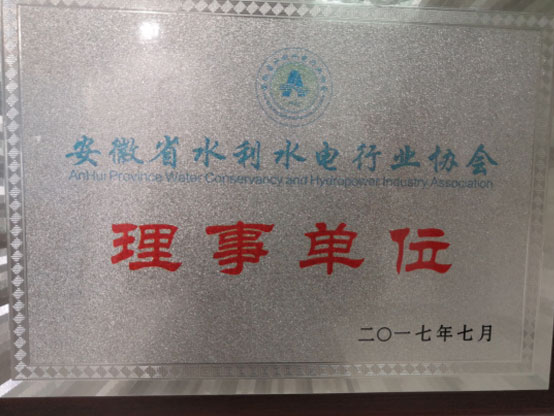 安徽省水利水电行业协会
AnHui Province Water Conservancy and Hydropower Industry Association
理事单位
二〇一七年七月